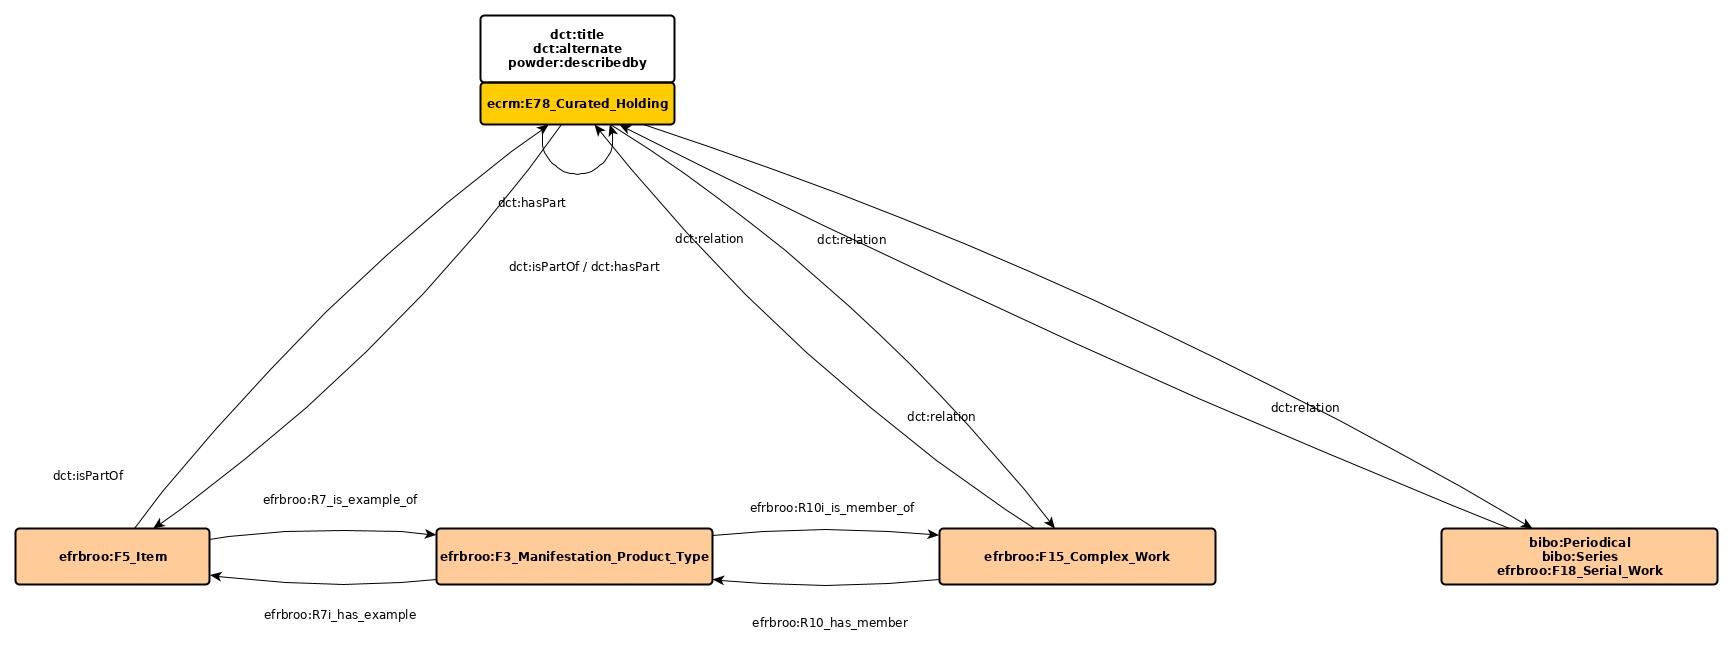 dct:title
dct:alternate
powder:describedby
ecrm:E78_Curated_Holding
dct:hasPart
dct:relation
dct:relation
dct:isPartOf / dct:hasPart
dct:relation
dct:relation
dct:isPartOf
efrbroo:R7_is_example_of
efrbroo:R10i_is_member_of
efrbroo:F5_Item
efrbroo:F3_Manifestation_Product_Type
efrbroo:F15_Complex_Work
bibo:Periodical
bibo:Series
efrbroo:F18_Serial_Work
efrbroo:R7i_has_example
efrbroo:R10_has_member